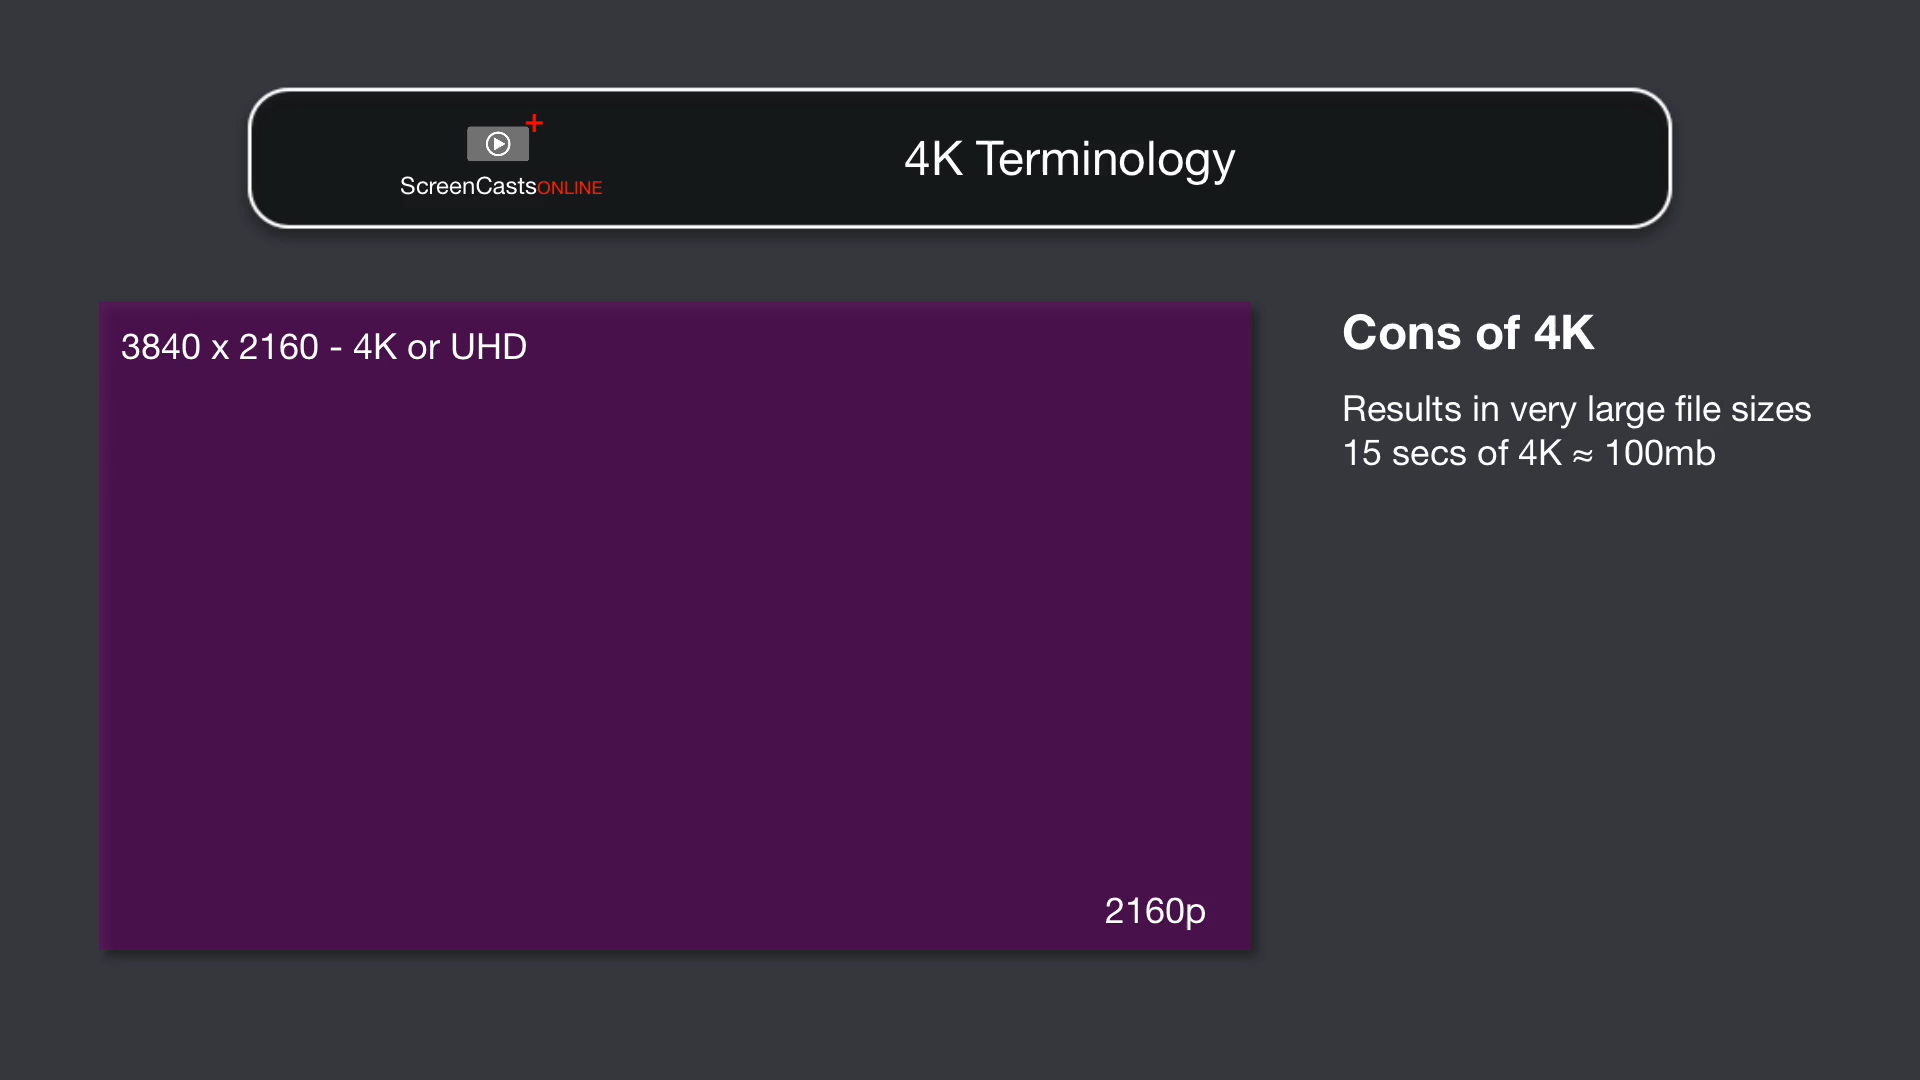 ScreenCastsONLINE
4K Terminology
3840 x 2160 - 4K or UHD
2160p
Cons of 4K
Results in very large file sizes
15 secs of 4K ≈ 100mb